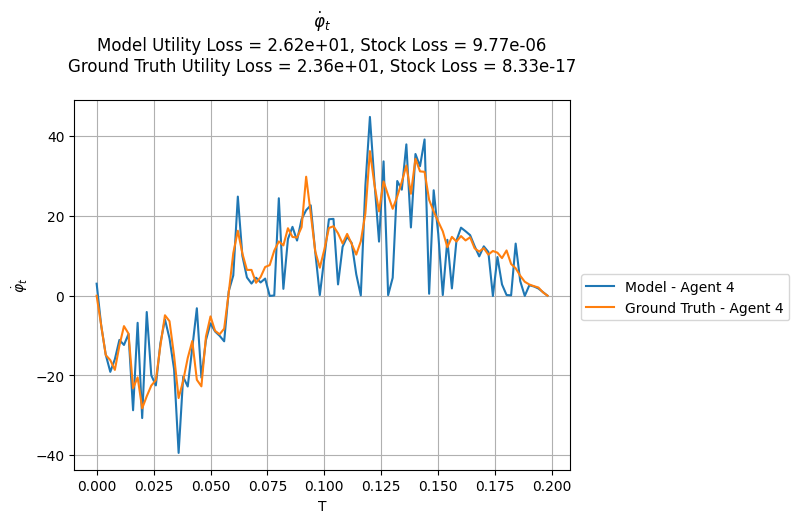 φ̇ₜ
Model Utility Loss = 2.62e+01, Stock Loss = 9.77e-06
Ground Truth Utility Loss = 2.36e+01, Stock Loss = 8.33e-17
φ̇ₜ
40
20
0
−20
−40
0.000
0.025
0.050
0.075
0.100
0.125
0.150
0.175
0.200
T
Model - Agent 4
Ground Truth - Agent 4